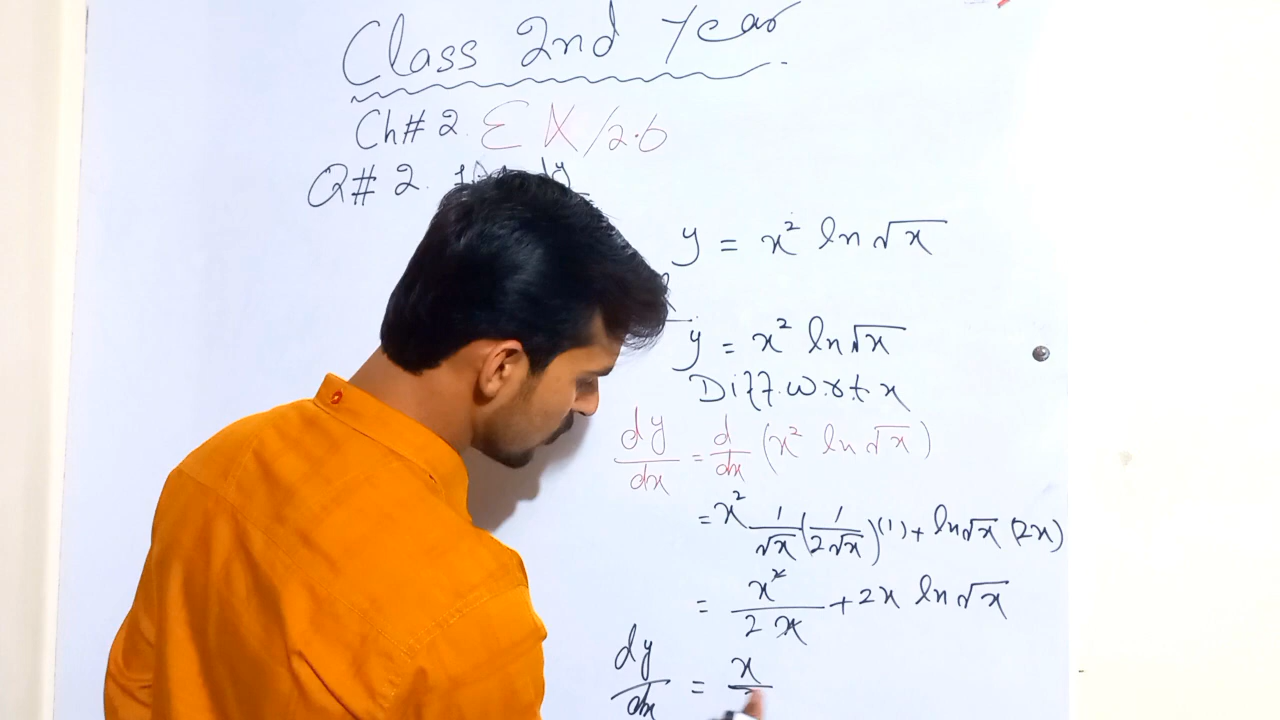 Class 2nd Year
Ch# 2. EX/2.6
Q# 2. dy
y = x² ln √x
y = x² ln√x
Diff. w.r.t. x
dy/dx = d/dx (x² ln √x)
= x² 1/√x (1/2√x)(1) + ln√x (2x)
= x²/2x + 2x ln √x
dy/dx = x